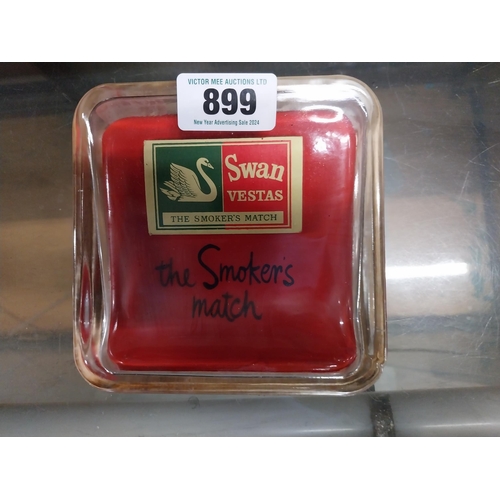 VICTOR MEE AUCTIONS LTD
899
New Year Advertising Sale 2024
Swan
VESTAS
THE SMOKER'S MATCH
the Smoker's
match